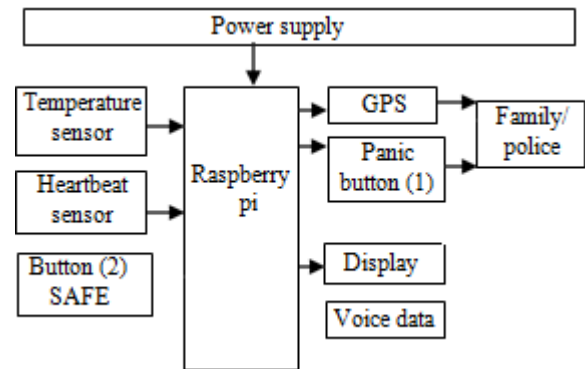 Power supply
Temperature
sensor
Heartbeat
sensor
Button (2)
SAFE
Raspberry
pi
GPS
Panic
button (1)
Display
Voice data
Family/
police